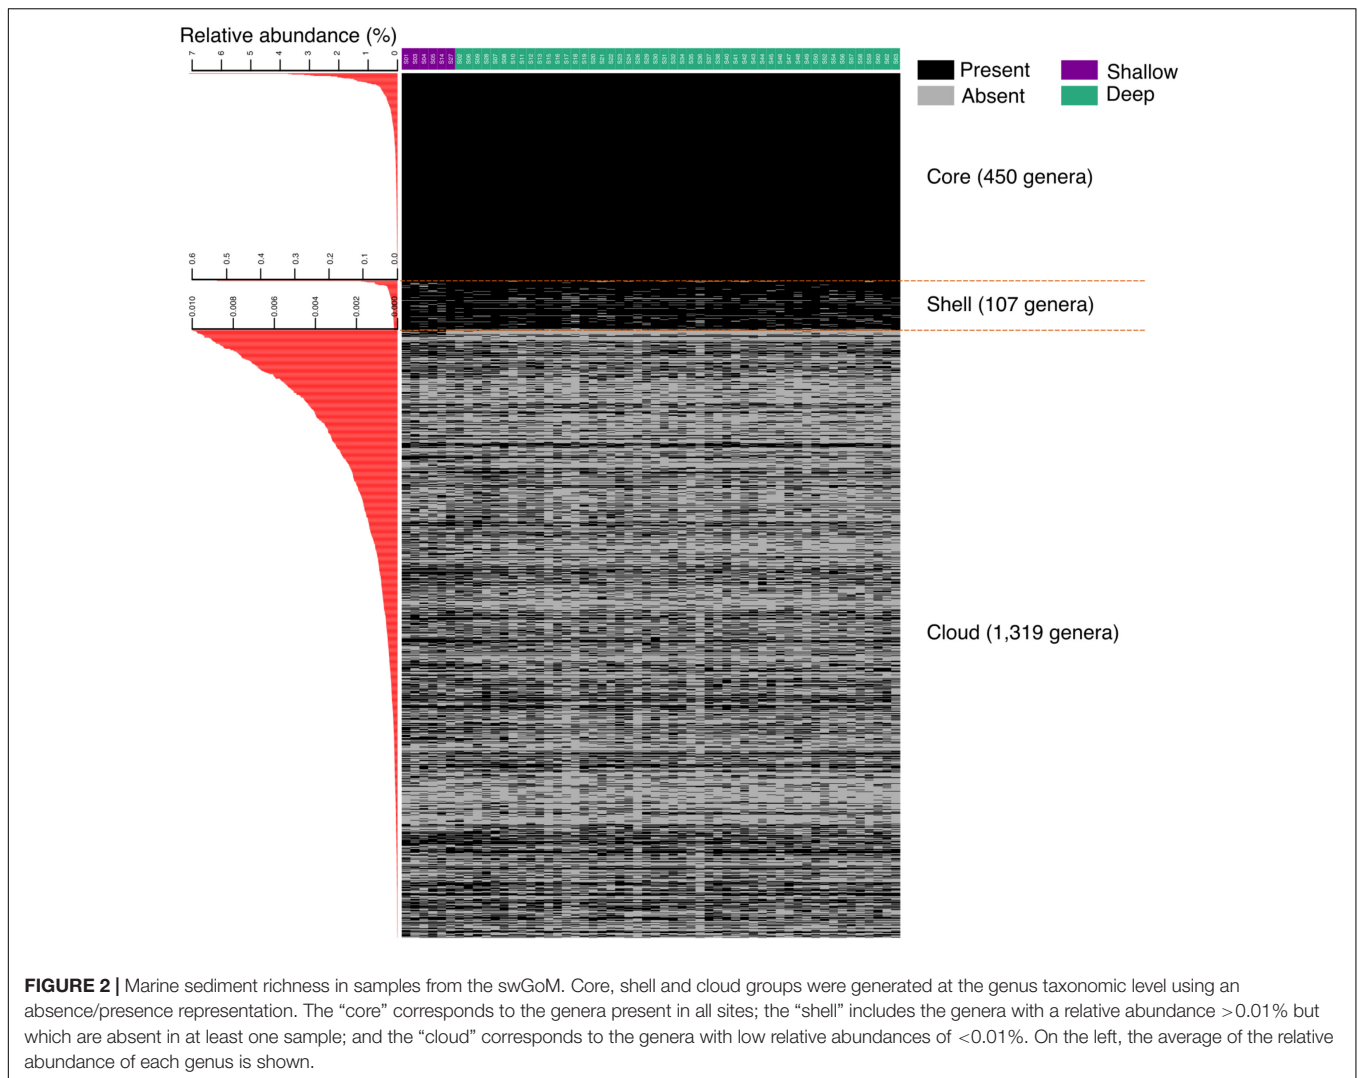 Relative abundance (%)
7 6 5 4 3 2 1 0
Present
Absent
Shallow
Deep
Core (450 genera)
0.6 0.5 0.4 0.3 0.2 0.1 0.0
Shell (107 genera)
0.010 0.008 0.006 0.004 0.002 0.000
Cloud (1,319 genera)
FIGURE 2 | Marine sediment richness in samples from the swGoM. Core, shell and cloud groups were generated at the genus taxonomic level using an
absence/presence representation. The “core” corresponds to the genera present in all sites; the “shell” includes the genera with a relative abundance >0.01% but
which are absent in at least one sample; and the “cloud” corresponds to the genera with low relative abundances of <0.01%. On the left, the average of the relative
abundance of each genus is shown.